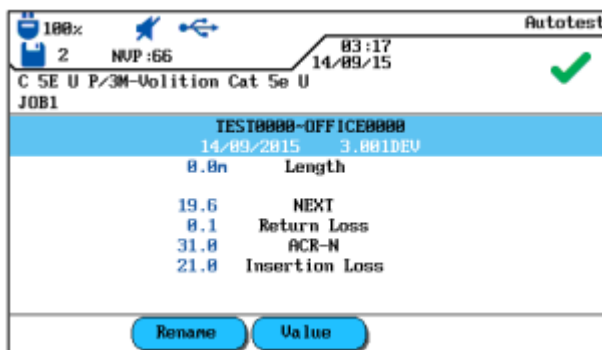 100% Autotest
2 NVP :66 03:17
14/09/15
C 5E U P/3M-Volition Cat 5e U
JOB1
TEST0000~OFFICE0000
14/09/2015 3.001DEV
0.0m Length
19.6 NEXT
0.1 Return Loss
31.0 ACR-N
21.0 Insertion Loss
Rename Value